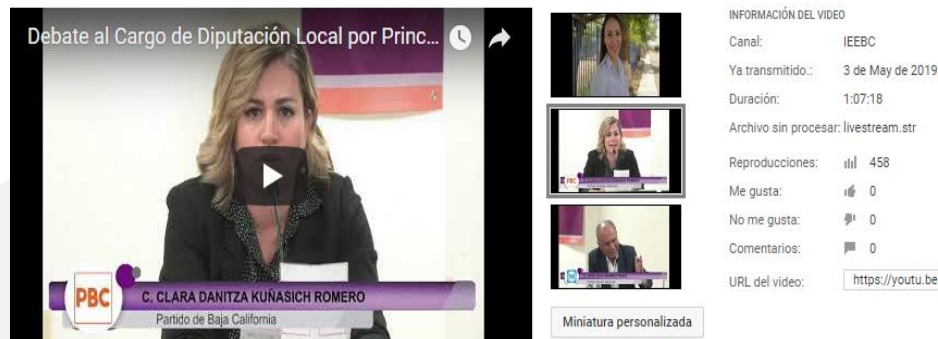 Debate al Cargo de Diputación Local por Princ...
PBC
C. CLARA DANITZA KUÑASICH ROMERO
Partido de Baja California
PBC
Miniatura personalizada
INFORMACIÓN DEL VIDEO
Canal: IEEBC
Ya transmitido.: 3 de May de 2019
Duración: 1:07:18
Archivo sin procesar: livestream.str
Reproducciones: 458
Me gusta: 0
No me gusta: 0
Comentarios: 0
URL del video: https://youtu.be